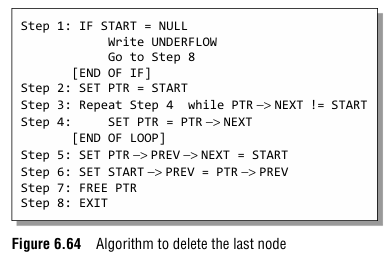 Step 1: IF START = NULL
Write UNDERFLOW
Go to Step 8
[END OF IF]
Step 2: SET PTR = START
Step 3: Repeat Step 4 while PTR –> NEXT != START
Step 4: SET PTR = PTR –> NEXT
[END OF LOOP]
Step 5: SET PTR –> PREV –> NEXT = START
Step 6: SET START –> PREV = PTR –> PREV
Step 7: FREE PTR
Step 8: EXIT
Figure 6.64 Algorithm to delete the last node